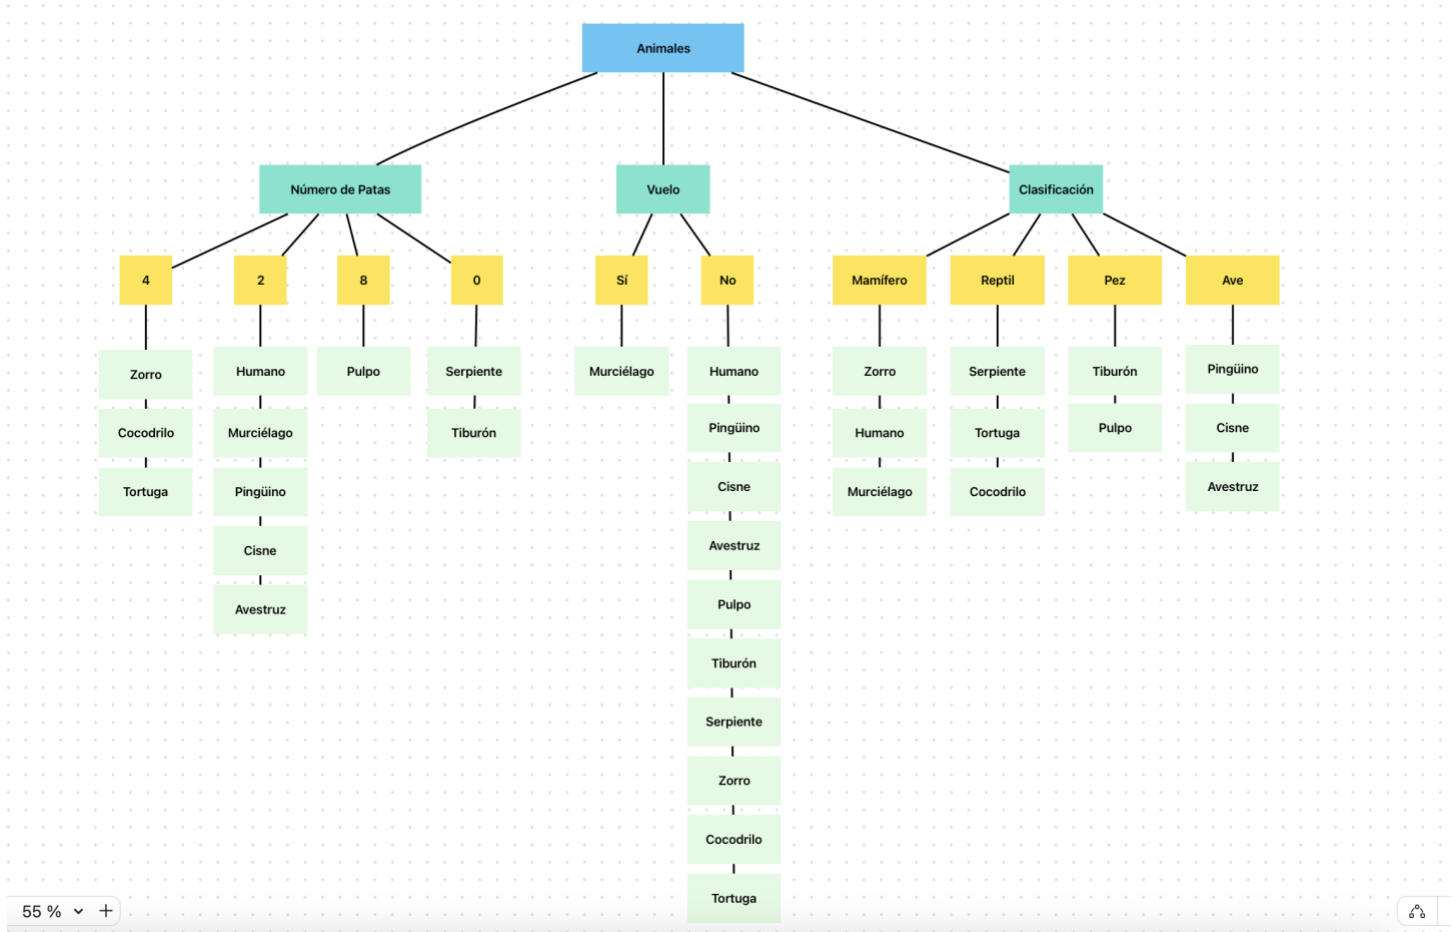 Animales
Número de Patas
Vuelo
Clasificación
4
2
8
0
Sí
No
Mamífero
Reptil
Pez
Ave
Zorro
Cocodrilo
Tortuga
Humano
Murciélago
Pingüino
Cisne
Avestruz
Pulpo
Serpiente
Tiburón
Murciélago
Humano
Pingüino
Cisne
Avestruz
Pulpo
Tiburón
Serpiente
Zorro
Cocodrilo
Tortuga
Zorro
Humano
Murciélago
Serpiente
Tortuga
Cocodrilo
Tiburón
Pulpo
Pingüino
Cisne
Avestruz
55 %